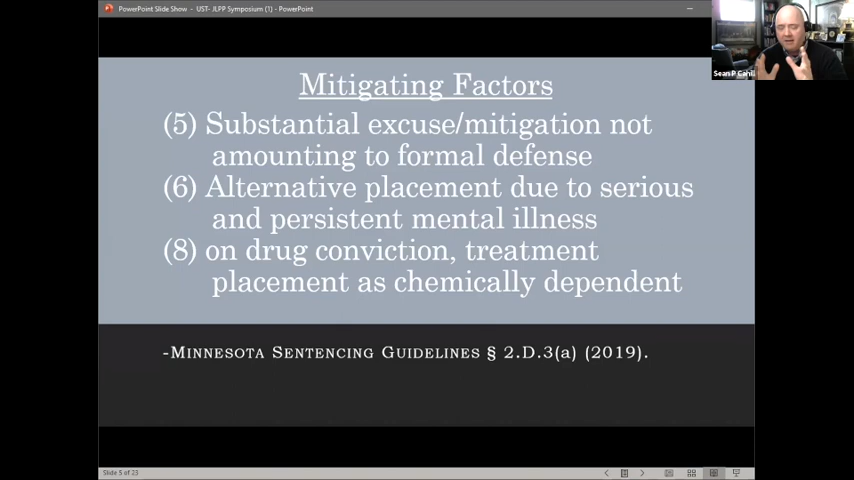 PowerPoint Slide Show - UST- JLPP Symposium (1) - PowerPoint
Sean P Cahil
Mitigating Factors
(5) Substantial excuse/mitigation not
amounting to formal defense
(6) Alternative placement due to serious
and persistent mental illness
(8) on drug conviction, treatment
placement as chemically dependent
-Minnesota Sentencing Guidelines § 2.D.3(a) (2019).
Slide 5 of 23